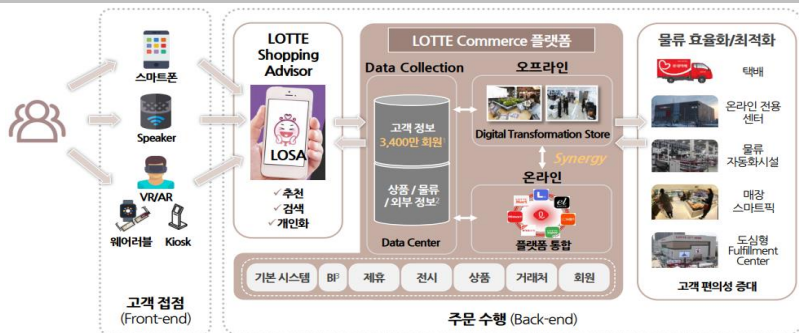 스마트폰
Speaker
VR/AR
웨어러블
Kiosk
고객 접점
(Front-end)
LOTTE
Shopping
Advisor
LOSA
✓추천
✓검색
✓개인화
LOTTE Commerce 플랫폼
Data Collection
고객 정보
3,400만 회원¹
상품 / 물류
/ 외부 정보²
Data Center
오프라인
Digital Transformation Store
Synergy
온라인
플랫폼 통합
기본 시스템
BI³
제휴
전시
상품
거래처
회원
주문 수행 (Back-end)
물류 효율화/최적화
택배
온라인 전용
센터
물류
자동화시설
매장
스마트픽
도심형
Fulfillment
Center
고객 편의성 증대